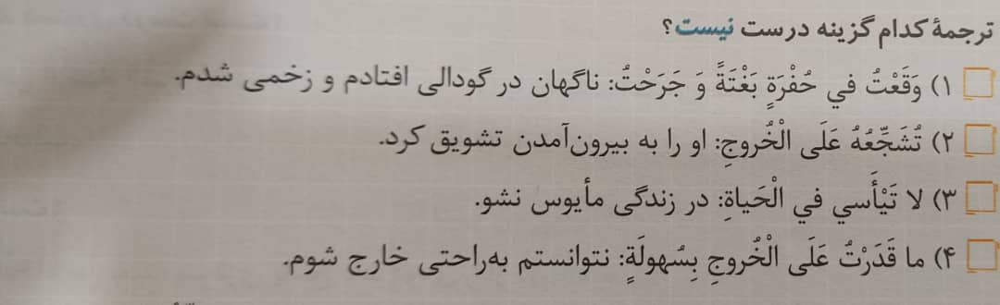 ترجمهٔ کدام گزینه درست نیست؟
۱) وَقَعْتُ في حُفْرَةٍ بَغْتَةً وَ جَرَحْتُ: ناگهان در گودالی افتادم و زخمی شدم.
۲) تُشَجِّعُهُ عَلَی الْخُروجِ: او را به بیرون‌آمدن تشویق کرد.
۳) لا تَيْأَسي في الْحَياةِ: در زندگی مأیوس نشو.
۴) ما قَدَرْتُ عَلَی الْخُروجِ بِسُهولَةٍ: نتوانستم به‌راحتی خارج شوم.